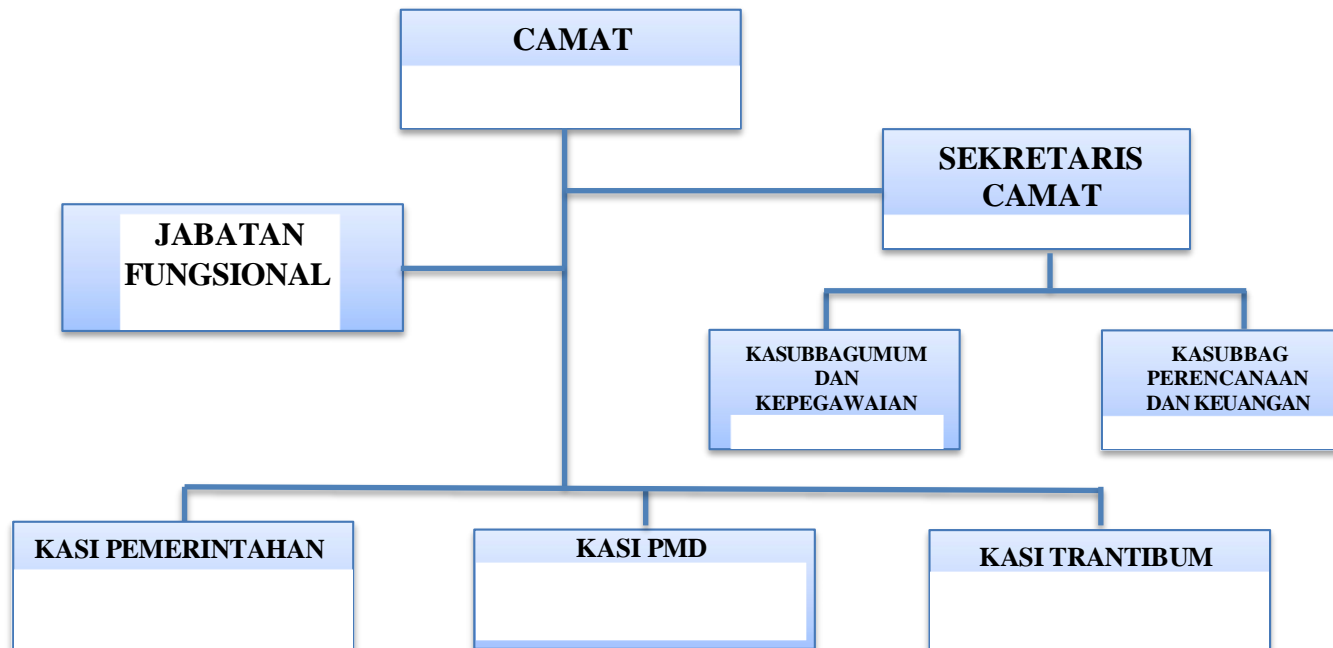 CAMAT
SEKRETARIS
CAMAT
JABATAN
FUNGSIONAL
KASUBBAGUMUM
DAN
KEPEGAWAIAN
KASUBBAG
PERENCANAAN
DAN KEUANGAN
KASI PEMERINTAHAN
KASI PMD
KASI TRANTIBUM